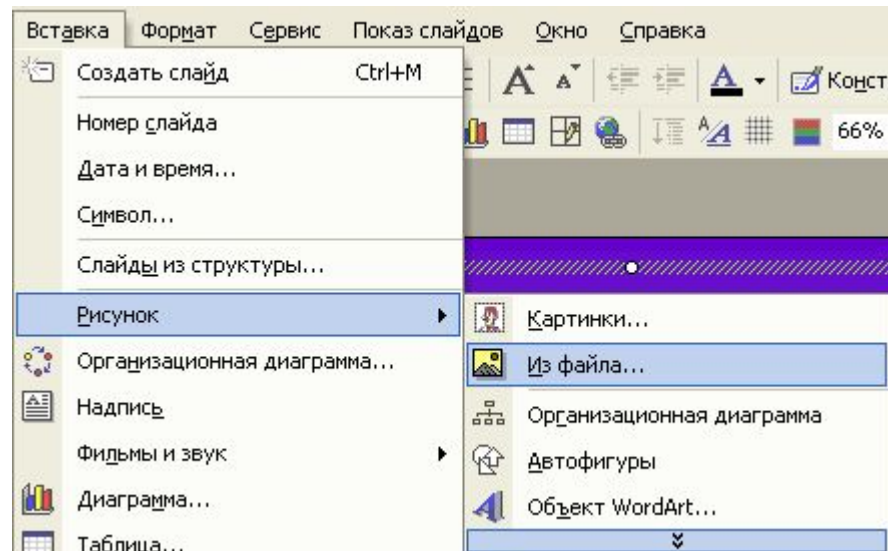 Вставка Формат Сервис Показ слайдов Окно Справка
Создать слайд Ctrl+M
A A A Конст
Номер слайда
66%
Дата и время...
Символ...
Слайды из структуры...
Рисунок
Картинки...
Организационная диаграмма...
Из файла...
Надпись
Организационная диаграмма
Фильмы и звук
Автофигуры
Диаграмма...
Объект WordArt...
Таблица...